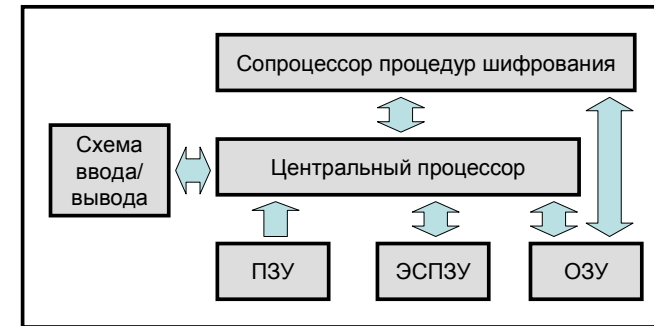 Сопроцессор процедур шифрования
Схема
ввода/
вывода
Центральный процессор
ПЗУ
ЭСПЗУ
ОЗУ